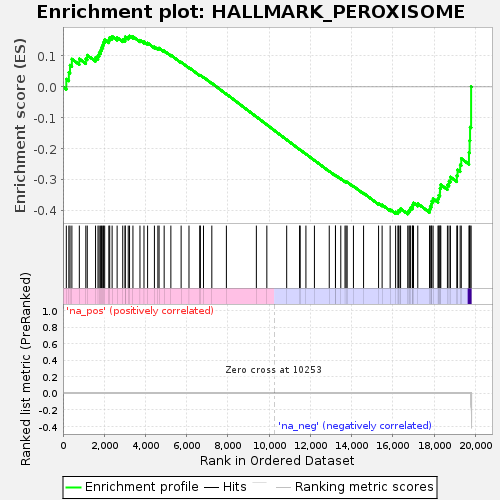 Enrichment plot: HALLMARK_PEROXISOME
Enrichment score (ES)
0.1
0.0
-0.1
-0.2
-0.3
-0.4
Ranked list metric (PreRanked)
'na_pos' (positively correlated)
1.0
0.8
0.6
0.4
Zero cross at 10253
0.2
0.0
-0.2
'na_neg' (negatively correlated)
-0.4
0
2,000
4,000
6,000
8,000
10,000
12,000
14,000
16,000
18,000
20,000
Rank in Ordered Dataset
Enrichment profile
Hits
Ranking metric scores